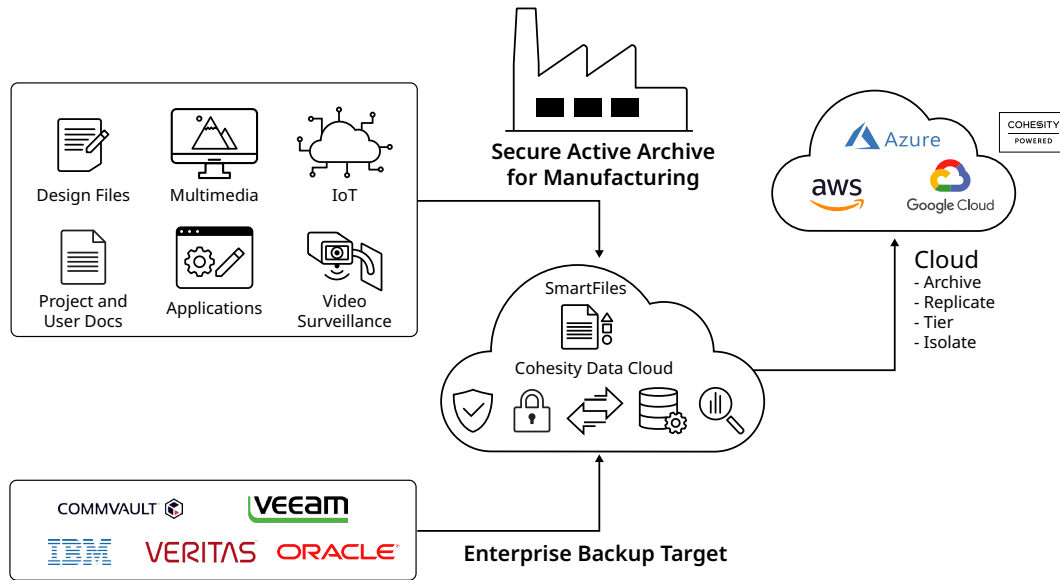 Secure Active Archive
for Manufacturing
Design Files
Multimedia
IoT
Project and
User Docs
Applications
Video
Surveillance
Azure
aws
Google Cloud
COHESITY
POWERED
Cloud
- Archive
- Replicate
- Tier
- Isolate
SmartFiles
Cohesity Data Cloud
COMMVAULT
veeam
IBM
VERITAS
ORACLE
Enterprise Backup Target